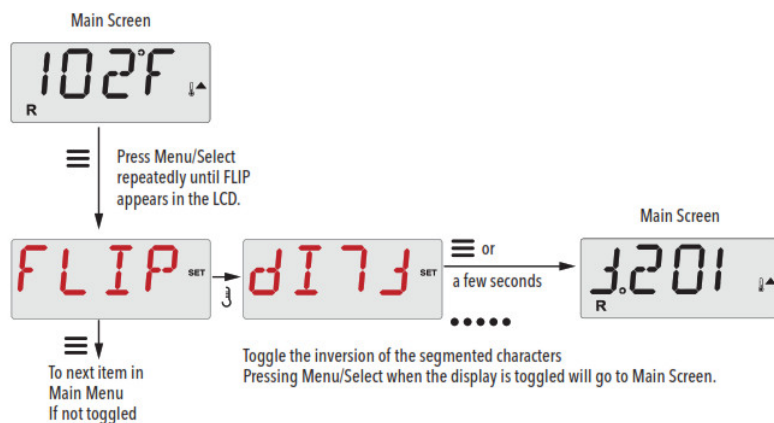 Main Screen
102°F
R
Press Menu/Select
repeatedly until FLIP
appears in the LCD.
Main Screen
FLIP SET
dI7J SET
or
a few seconds
J.201
R
To next item in
Main Menu
If not toggled
Toggle the inversion of the segmented characters
Pressing Menu/Select when the display is toggled will go to Main Screen.